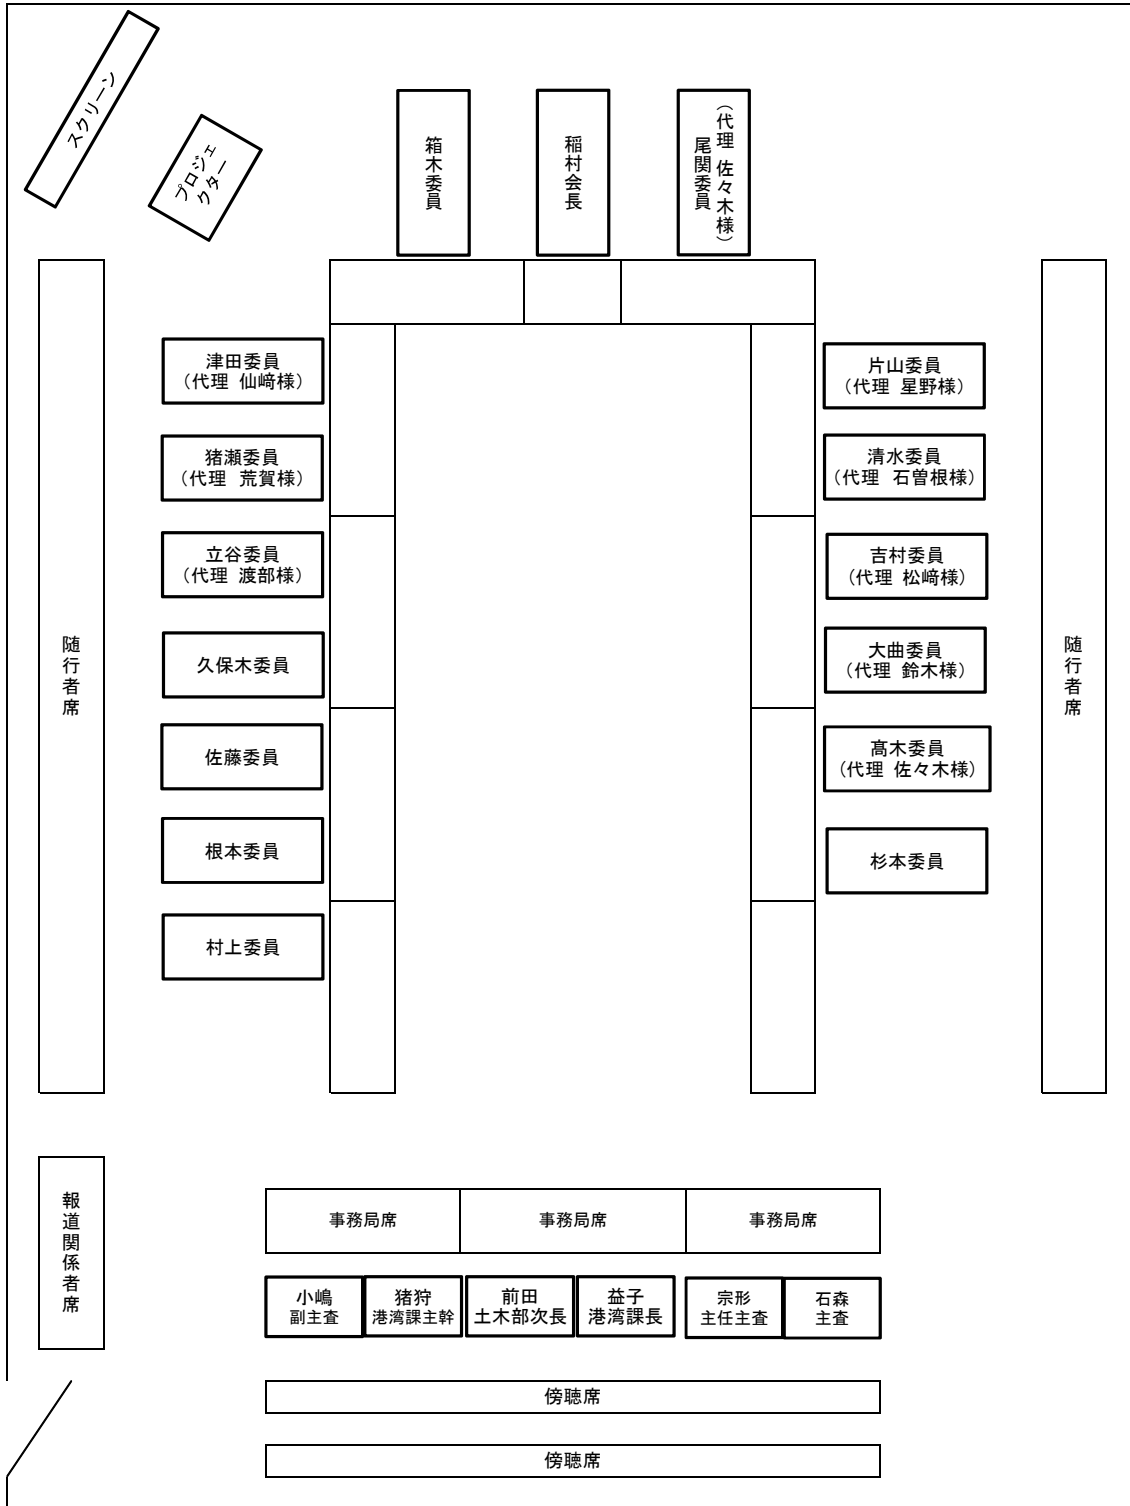 スクリーン
プロジェ
クター
箱木委員
稲村会長
尾関委員
（代理 佐々木様）
津田委員
（代理 仙﨑様）
猪瀬委員
（代理 荒賀様）
立谷委員
（代理 渡部様）
久保木委員
佐藤委員
根本委員
村上委員
片山委員
（代理 星野様）
清水委員
（代理 石曽根様）
吉村委員
（代理 松﨑様）
大曲委員
（代理 鈴木様）
髙木委員
（代理 佐々木様）
杉本委員
随行者席
随行者席
報道関係者席
事務局席
事務局席
事務局席
小嶋
副主査
猪狩
港湾課主幹
前田
土木部次長
益子
港湾課長
宗形
主任主査
石森
主査
傍聴席
傍聴席